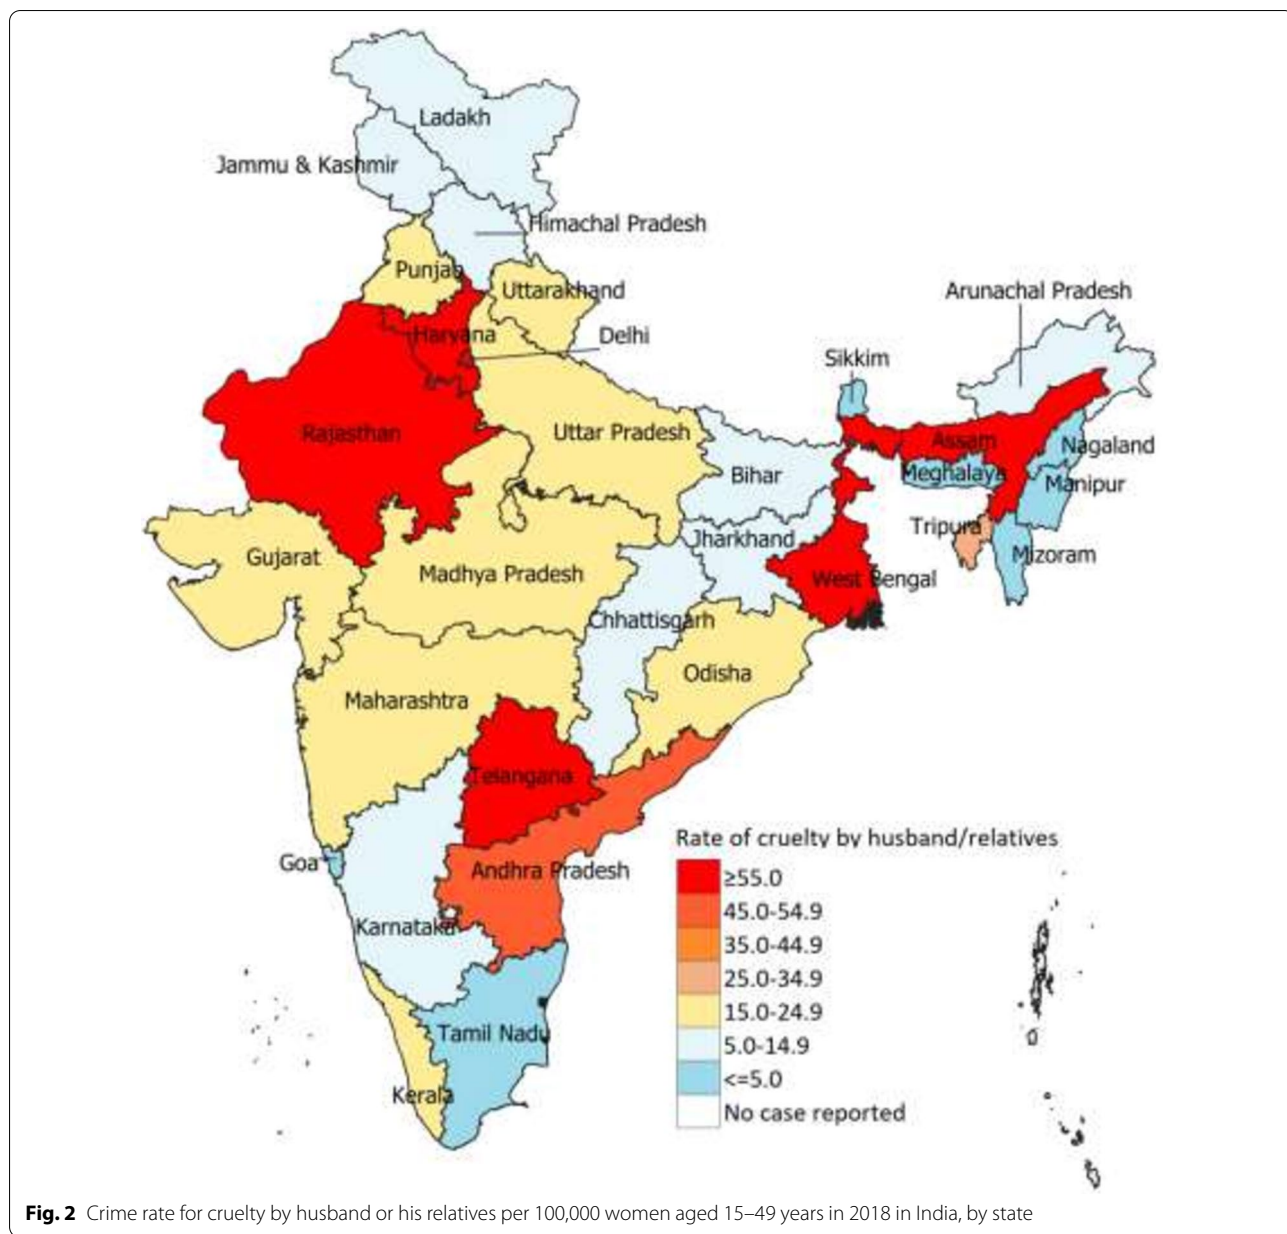 Ladakh
Jammu & Kashmir
Himachal Pradesh
Punjab
Uttarakhand
Arunachal Pradesh
Haryana
Delhi
Sikkim
Rajasthan
Uttar Pradesh
Assam
Nagaland
Bihar
Meghalaya
Manipur
Tripura
Jharkhand
Gujarat
Mizoram
Madhya Pradesh
West Bengal
Chhattisgarh
Odisha
Maharashtra
Telangana
Rate of cruelty by husband/relatives
Goa
Andhra Pradesh
≥55.0
45.0-54.9
Karnataka
35.0-44.9
25.0-34.9
15.0-24.9
Tamil Nadu
5.0-14.9
<=5.0
Kerala
No case reported
Fig. 2 Crime rate for cruelty by husband or his relatives per 100,000 women aged 15–49 years in 2018 in India, by state